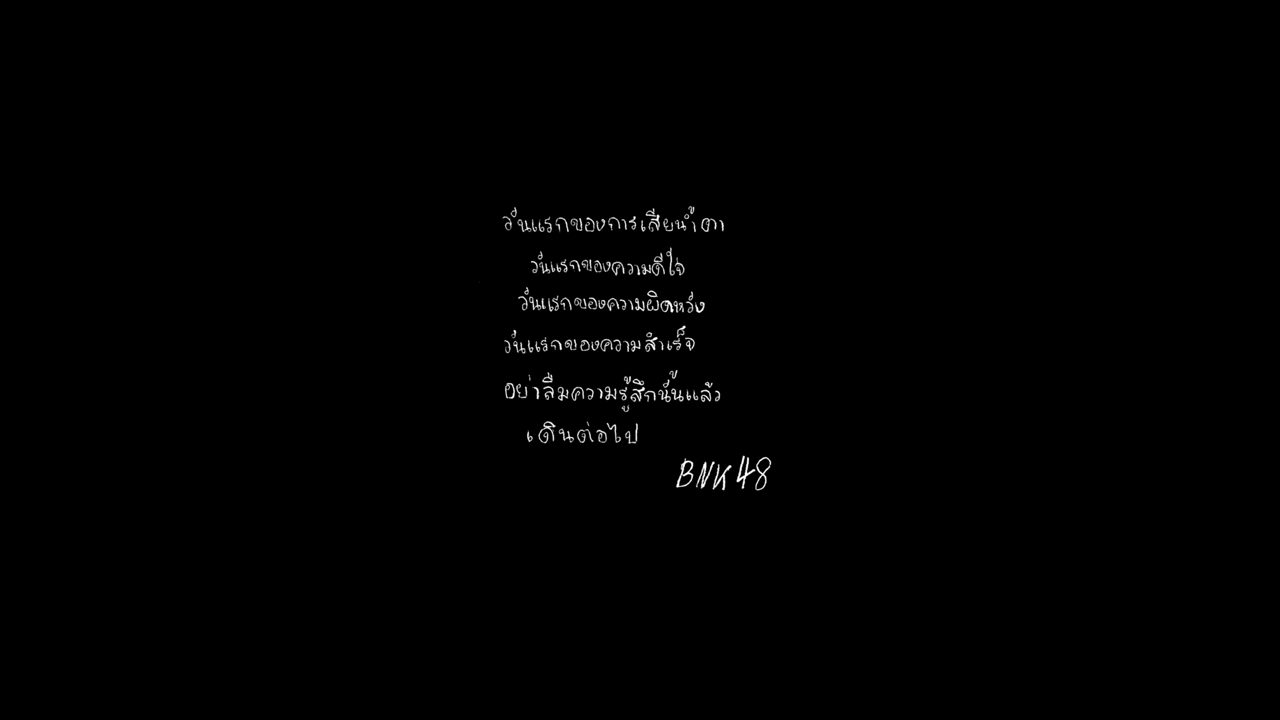 วันแรกของการเสียน้ำตา
วันแรกของความดีใจ
วันแรกของความผิดหวัง
วันแรกของความสำเร็จ
อย่าลืมความรู้สึกนั้นแล้ว
เดินต่อไป
BNK48